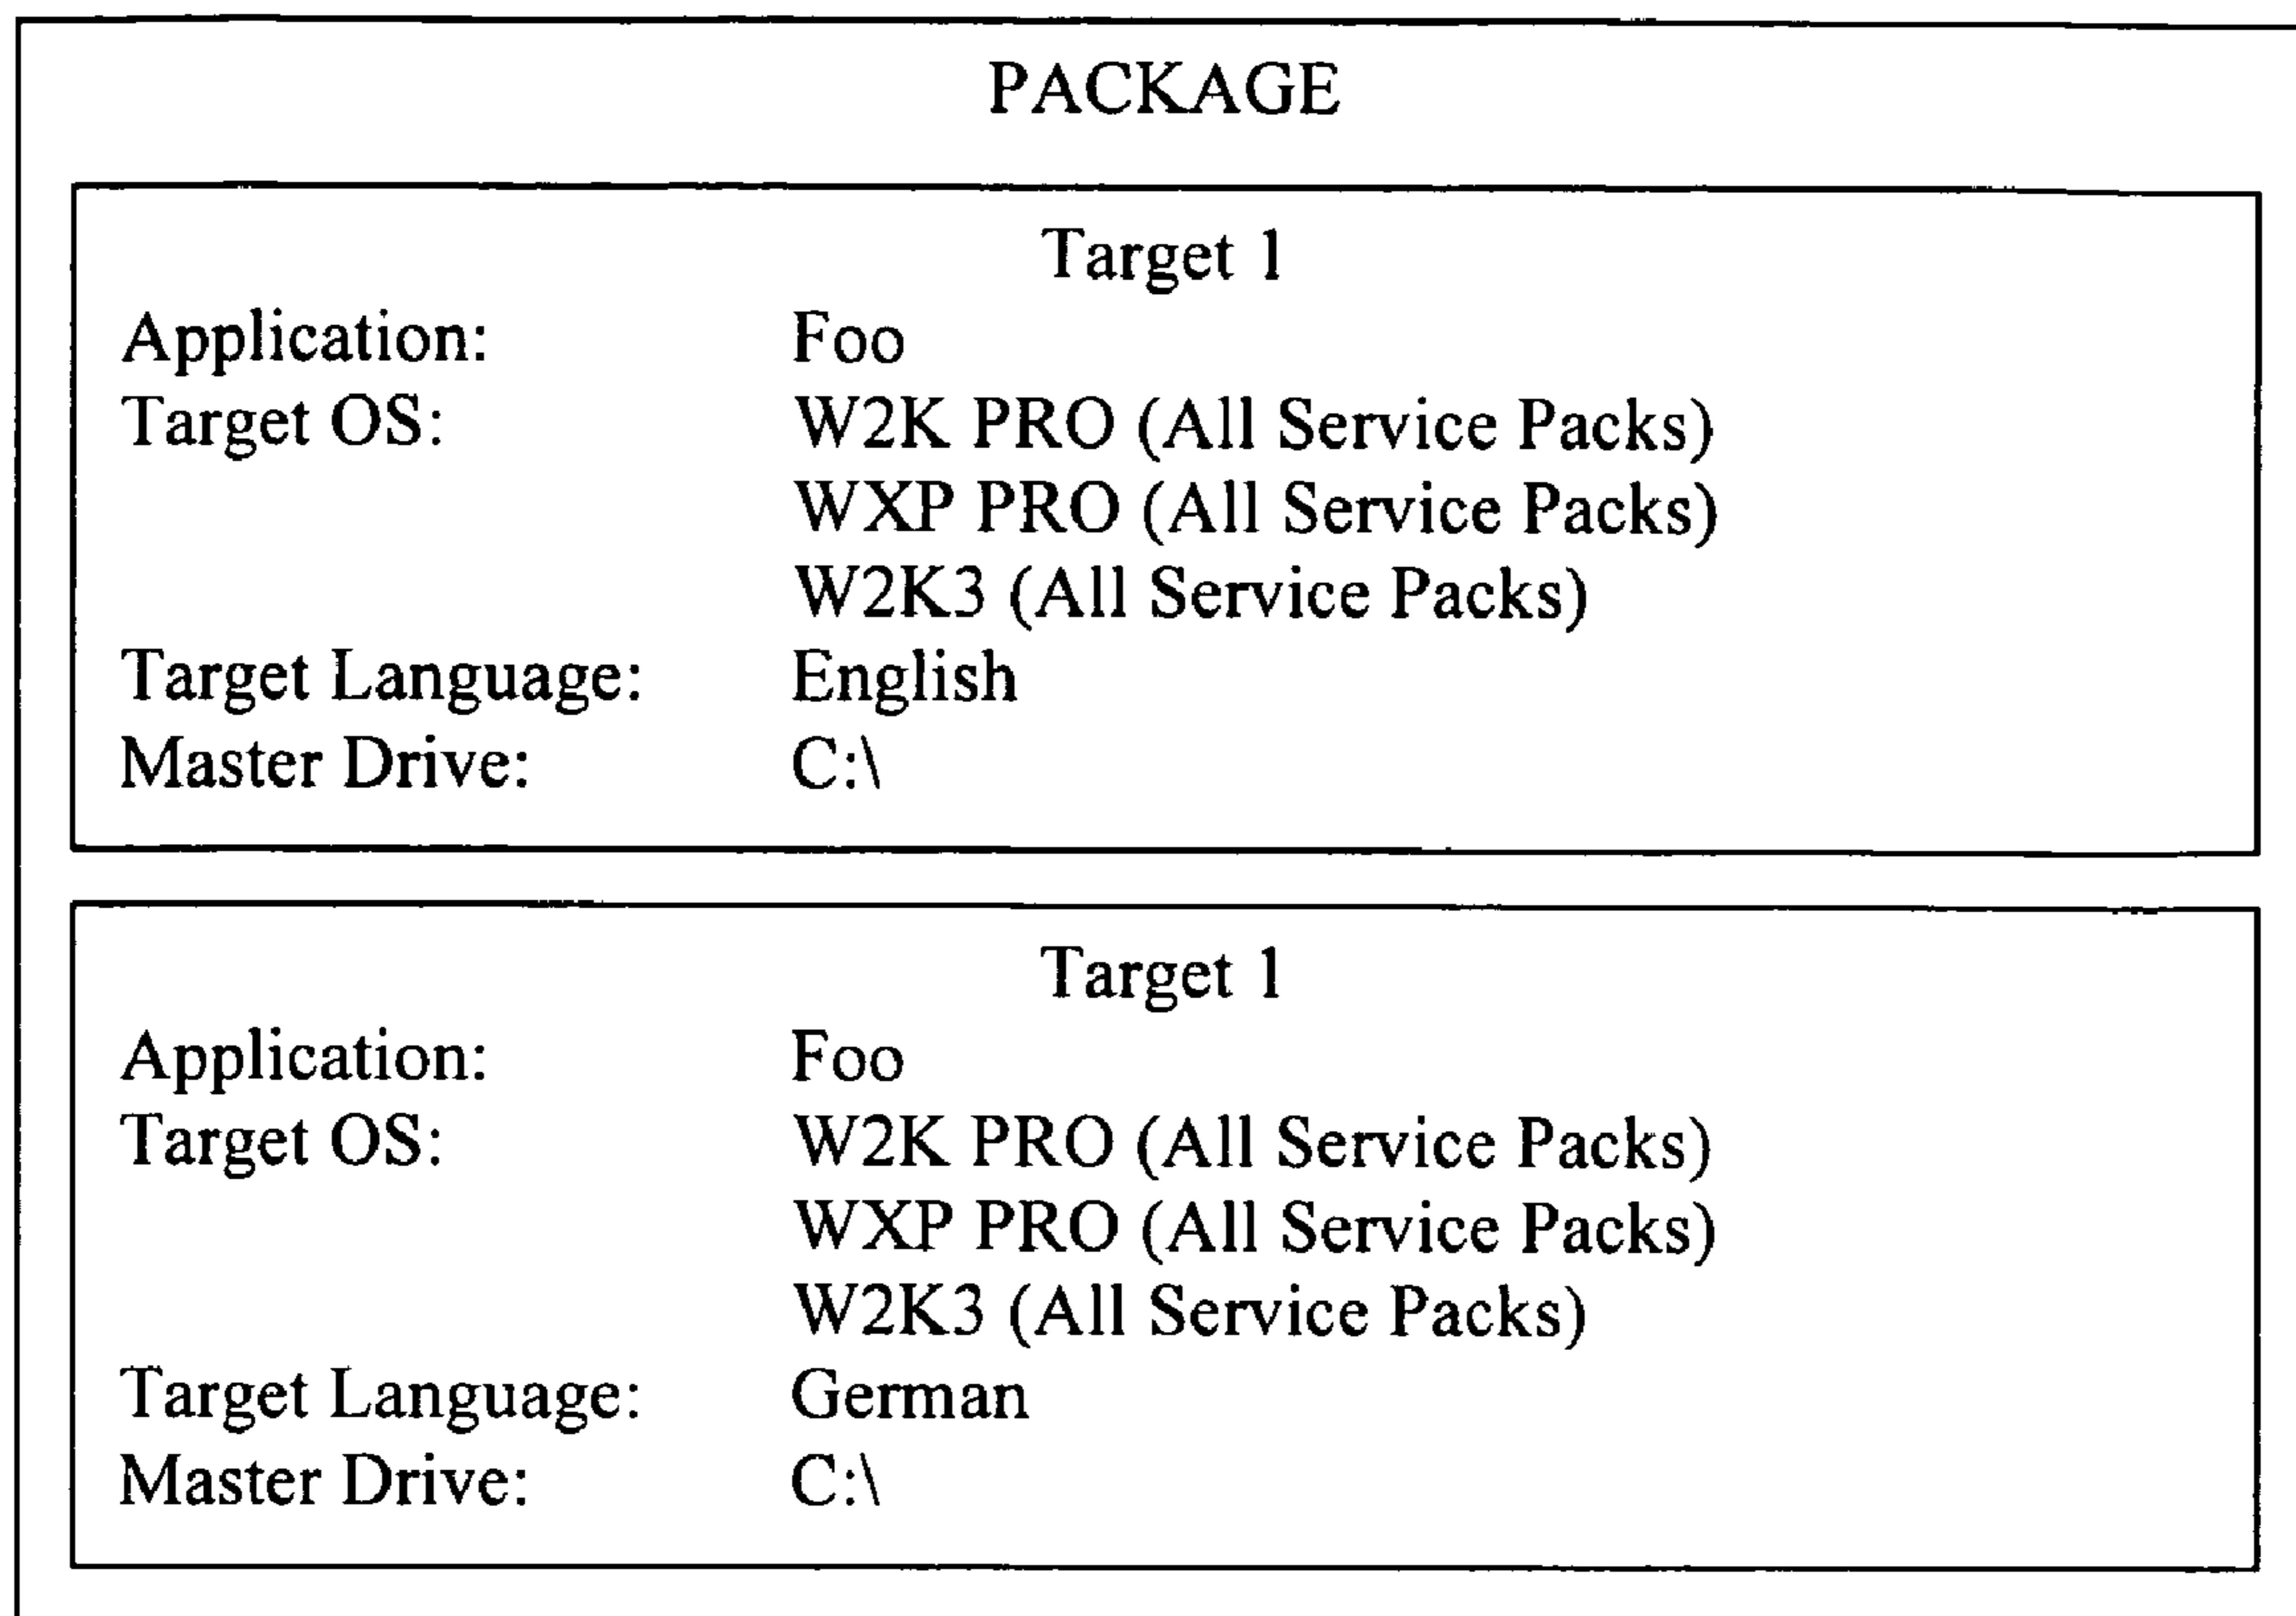 PACKAGE
Target 1
Application: Foo
Target OS: W2K PRO (All Service Packs)
WXP PRO (All Service Packs)
W2K3 (All Service Packs)
Target Language: English
Master Drive: C:\
Target 1
Application: Foo
Target OS: W2K PRO (All Service Packs)
WXP PRO (All Service Packs)
W2K3 (All Service Packs)
Target Language: German
Master Drive: C:\